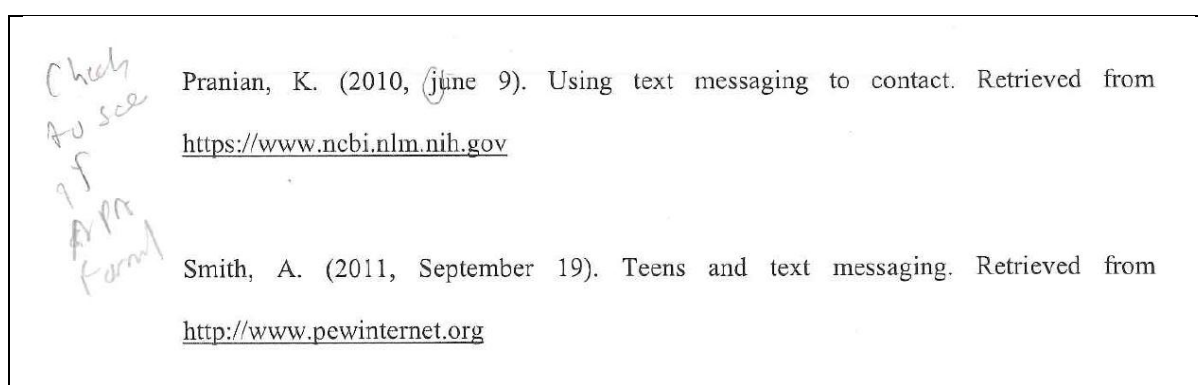 Check
to see
if
APA
format
Pranian, K. (2010, june 9). Using text messaging to contact. Retrieved from
https://www.ncbi.nlm.nih.gov
Smith, A. (2011, September 19). Teens and text messaging. Retrieved from
http://www.pewinternet.org